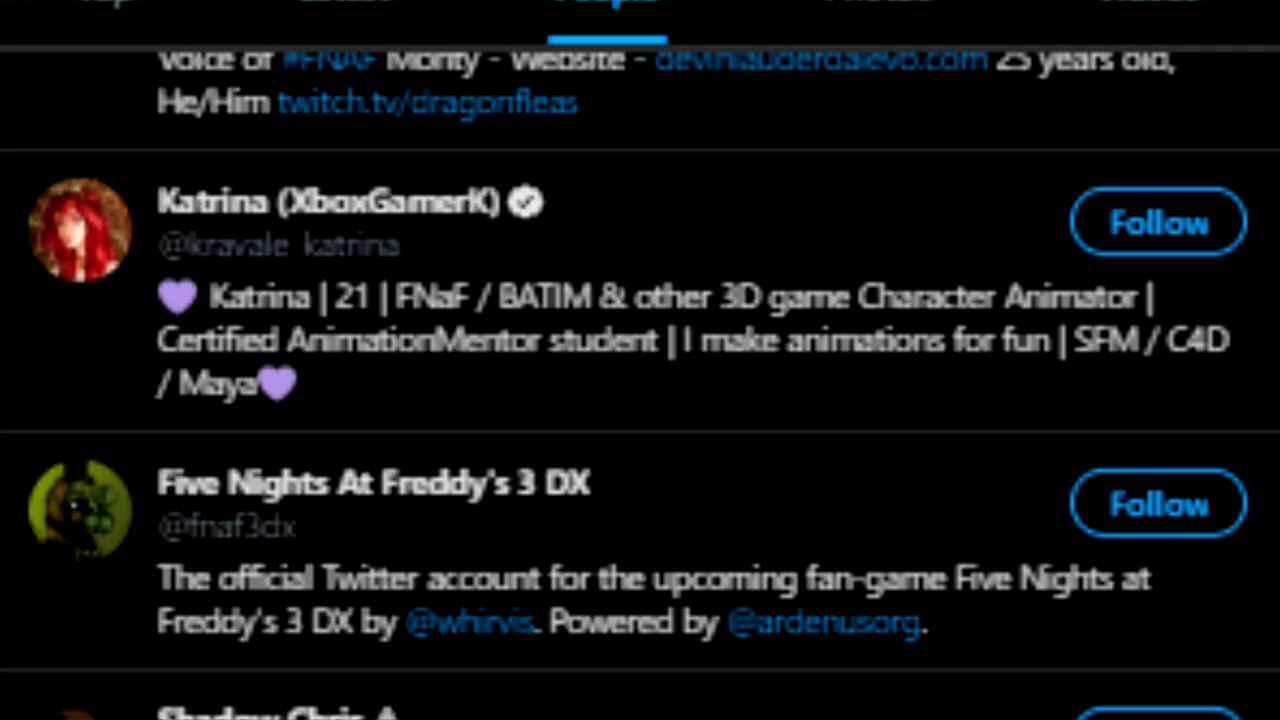 People
Voice of #FNAF Monty - Website - devinlauderdalevo.com 25 years old,
He/Him twitch.tv/dragonfleas
Katrina (XboxGamerK)
Follow
@kravale_katrina
💜 Katrina | 21 | FNaF / BATIM & other 3D game Character Animator |
Certified AnimationMentor student | I make animations for fun | SFM / C4D
/ Maya💜
Five Nights At Freddy's 3 DX
Follow
@fnaf3dx
The official Twitter account for the upcoming fan-game Five Nights at
Freddy's 3 DX by @whirvis. Powered by @ardenusorg.
Shadow Chris